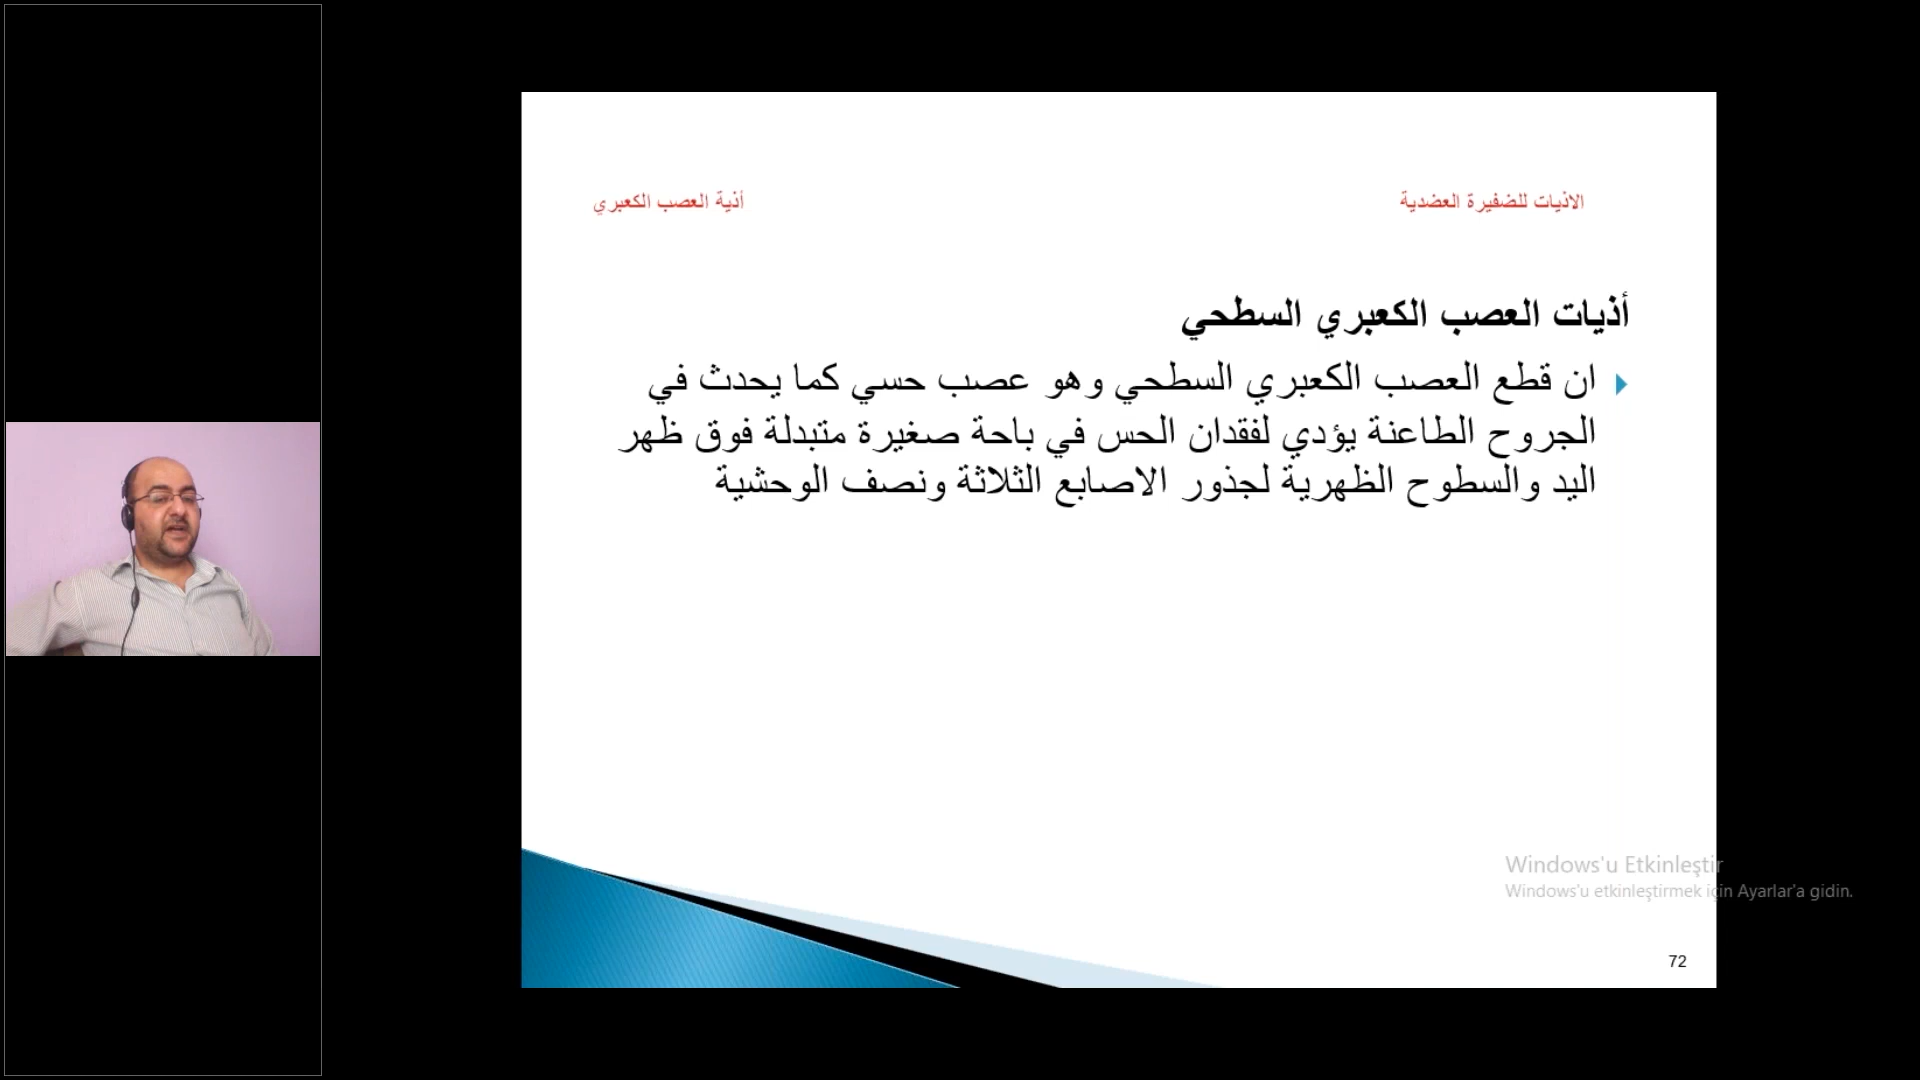 الاذيات للضفيرة العضدية
أذية العصب الكعبري
أذيات العصب الكعبري السطحي
ان قطع العصب الكعبري السطحي وهو عصب حسي كما يحدث في
الجروح الطاعنة يؤدي لفقدان الحس في باحة صغيرة متبدلة فوق ظهر
اليد والسطوح الظهرية لجذور الاصابع الثلاثة ونصف الوحشية
Windows'u Etkinleştir
Windows'u etkinleştirmek için Ayarlar'a gidin.
72